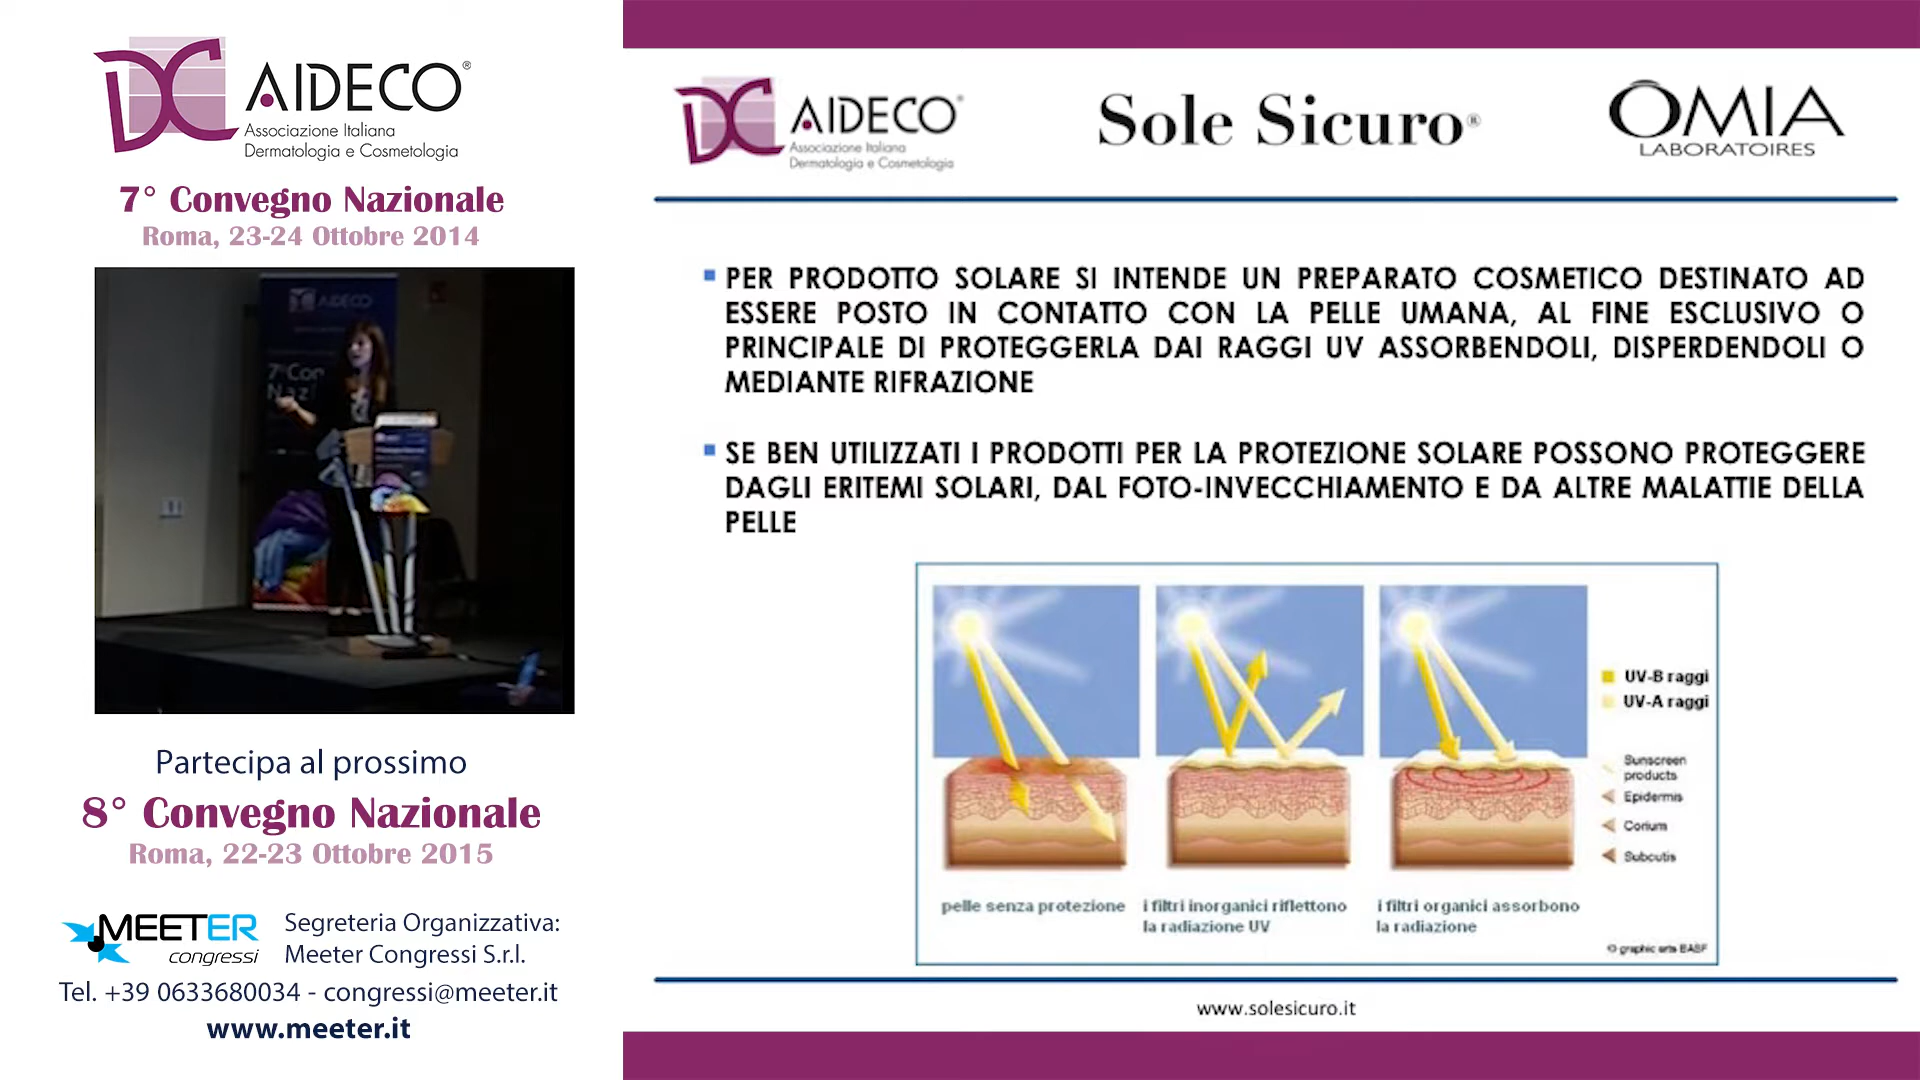 DC AIDECO®
Associazione Italiana
Dermatologia e Cosmetologia
7° Convegno Nazionale
Roma, 23-24 Ottobre 2014
AIDECO
7° Con
Nazi
Partecipa al prossimo
8° Convegno Nazionale
Roma, 22-23 Ottobre 2015
MEETER
congressi
Segreteria Organizzativa:
Meeter Congressi S.r.l.
Tel. +39 0633680034 - congressi@meeter.it
www.meeter.it
DC AIDECO®
Associazione Italiana
Dermatologia e Cosmetologia
Sole Sicuro®
OMIA
LABORATOIRES
PER PRODOTTO SOLARE SI INTENDE UN PREPARATO COSMETICO DESTINATO AD
ESSERE POSTO IN CONTATTO CON LA PELLE UMANA, AL FINE ESCLUSIVO O
PRINCIPALE DI PROTEGGERLA DAI RAGGI UV ASSORBENDOLI, DISPERDENDOLI O
MEDIANTE RIFRAZIONE
SE BEN UTILIZZATI I PRODOTTI PER LA PROTEZIONE SOLARE POSSONO PROTEGGERE
DAGLI ERITEMI SOLARI, DAL FOTO-INVECCHIAMENTO E DA ALTRE MALATTIE DELLA
PELLE
UV-B raggi
UV-A raggi
Sunscreen
products
Epidermis
Corium
Subcutis
pelle senza protezione
i filtri inorganici riflettono
la radiazione UV
i filtri organici assorbono
la radiazione
© graphic arts BASF
www.solesicuro.it